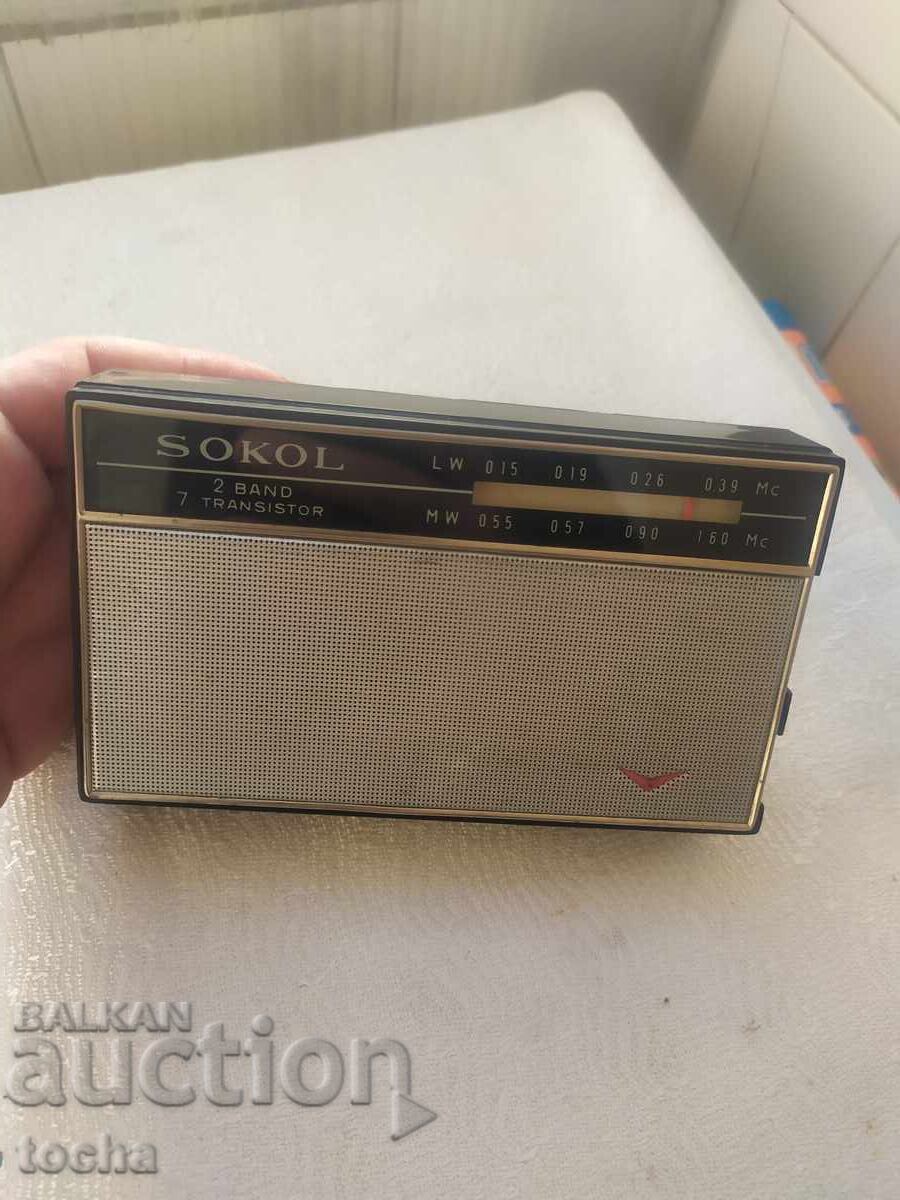 SOKOL
2 BAND
7 TRANSISTOR
LW 015 019 026 039 Mc
MW 055 057 090 160 Mc
BALKAN
auction
tocha